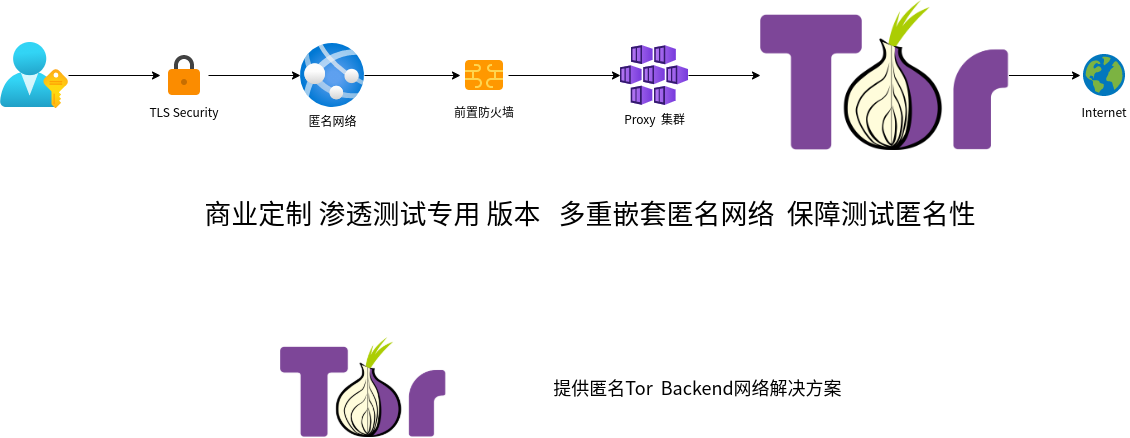 Tor
TLS Security
匿名网络
前置防火墙
Proxy 集群
Internet
商业定制 渗透测试专用 版本 多重嵌套匿名网络 保障测试匿名性
Tor
提供匿名Tor Backend网络解决方案